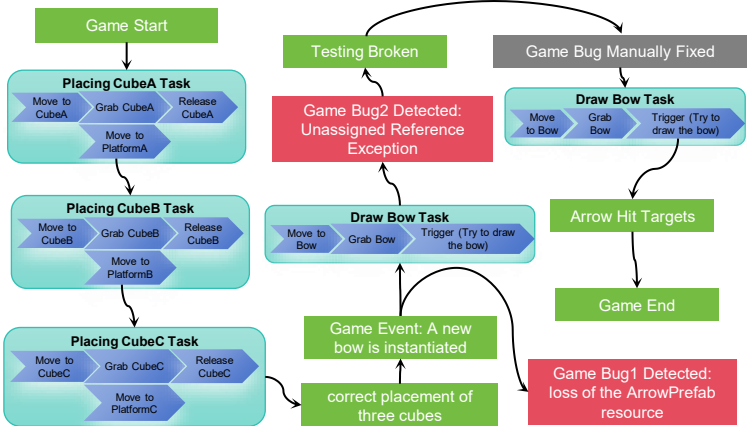 Game Start
Placing CubeA Task
Move to
CubeA
Grab CubeA
Release
CubeA
Move to
PlatformA
Placing CubeB Task
Move to
CubeB
Grab CubeB
Release
CubeB
Move to
PlatformB
Placing CubeC Task
Move to
CubeC
Grab CubeC
Release
CubeC
Move to
PlatformC
correct placement of
three cubes
Game Event: A new
bow is instantiated
Game Bug1 Detected:
loss of the ArrowPrefab
resource
Draw Bow Task
Move to
Bow
Grab Bow
Trigger (Try to draw
the bow)
Game Bug2 Detected:
Unassigned Reference
Exception
Testing Broken
Game Bug Manually Fixed
Draw Bow Task
Move
to Bow
Grab
Bow
Trigger (Try to
draw the bow)
Arrow Hit Targets
Game End